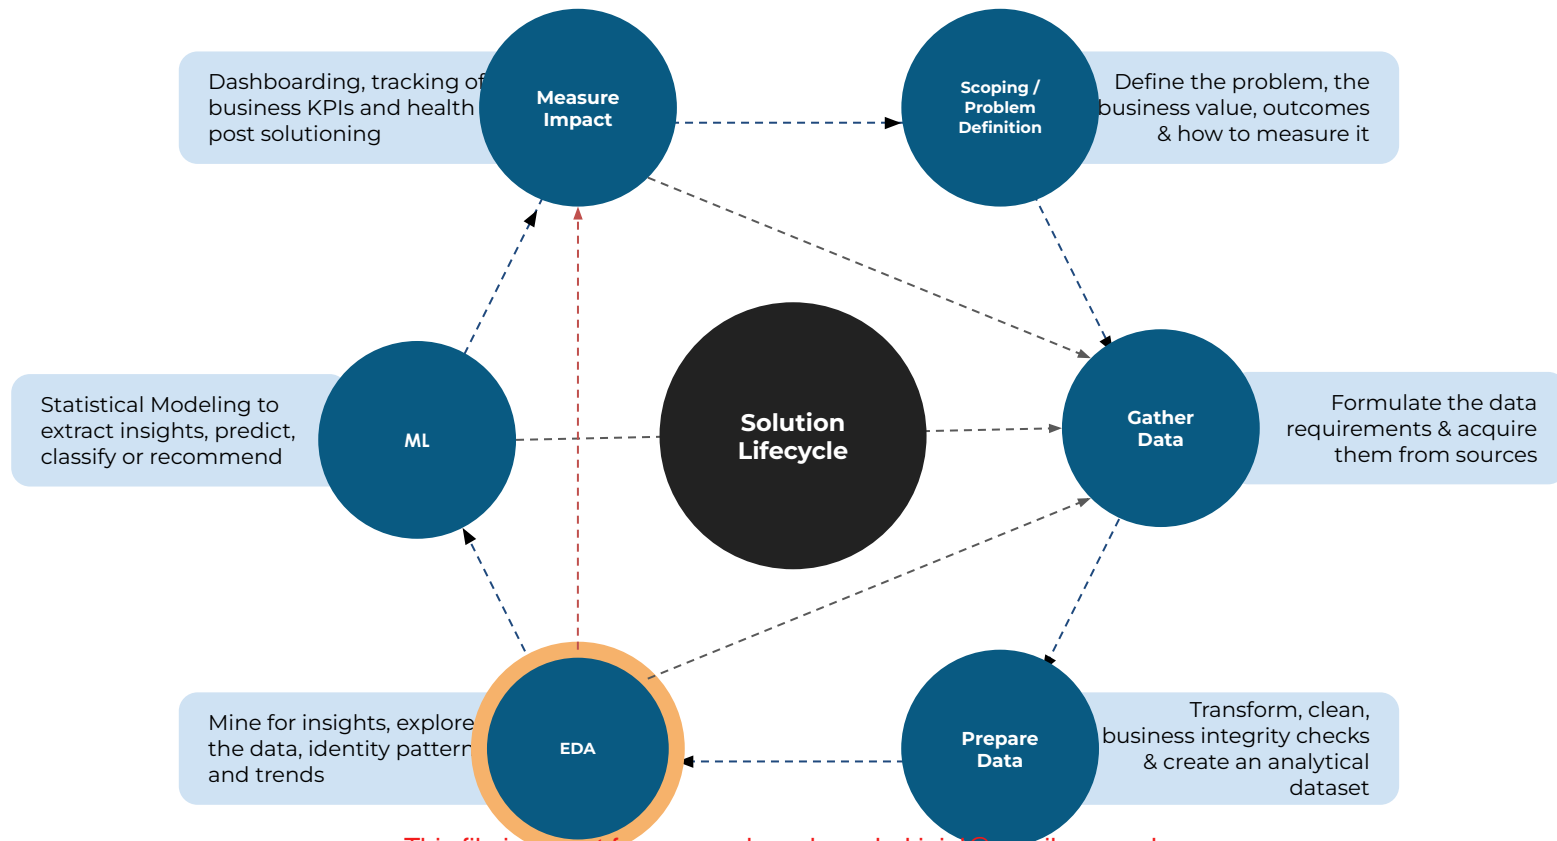 Dashboarding, tracking of
business KPIs and health
post solutioning
Measure
Impact
Scoping /
Problem
Definition
Define the problem, the
business value, outcomes
& how to measure it
Statistical Modeling to
extract insights, predict,
classify or recommend
ML
Solution
Lifecycle
Gather
Data
Formulate the data
requirements & acquire
them from sources
Mine for insights, explore
the data, identity pattern
and trends
EDA
Prepare
Data
Transform, clean,
business integrity checks
& create an analytical
dataset